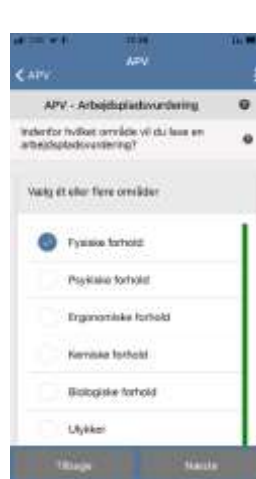 APV
APV
APV - Arbejdspladsvurdering
Indenfor hvilket område vil du lave en
arbejdspladsvurdering?
Vælg ét eller flere områder
Fysiske forhold
Psykiske forhold
Ergonomiske forhold
Kemiske forhold
Biologiske forhold
Ulykker
Tilbage
Næste